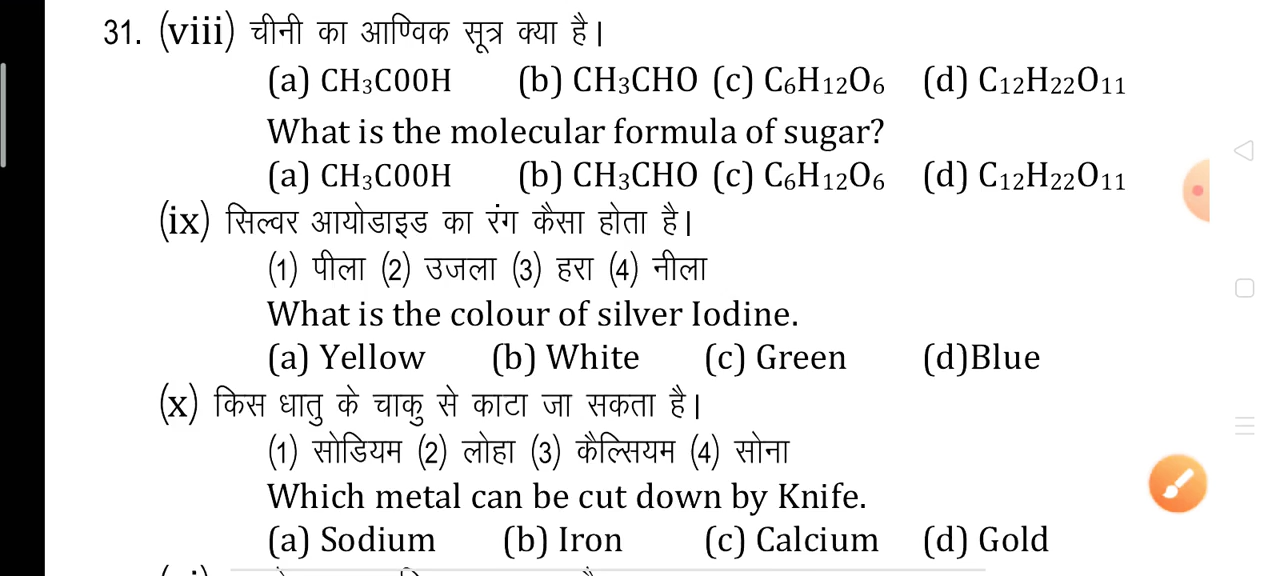 31. (viii) चीनी का आण्विक सूत्र क्या है।
(a) CH₃COOH (b) CH₃CHO (c) C₆H₁₂O₆ (d) C₁₂H₂₂O₁₁
What is the molecular formula of sugar?
(a) CH₃COOH (b) CH₃CHO (c) C₆H₁₂O₆ (d) C₁₂H₂₂O₁₁
(ix) सिल्वर आयोडाइड का रंग कैसा होता है।
(1) पीला (2) उजला (3) हरा (4) नीला
What is the colour of silver Iodine.
(a) Yellow (b) White (c) Green (d)Blue
(x) किस धातु के चाकु से काटा जा सकता है।
(1) सोडियम (2) लोहा (3) कैल्सियम (4) सोना
Which metal can be cut down by Knife.
(a) Sodium (b) Iron (c) Calcium (d) Gold